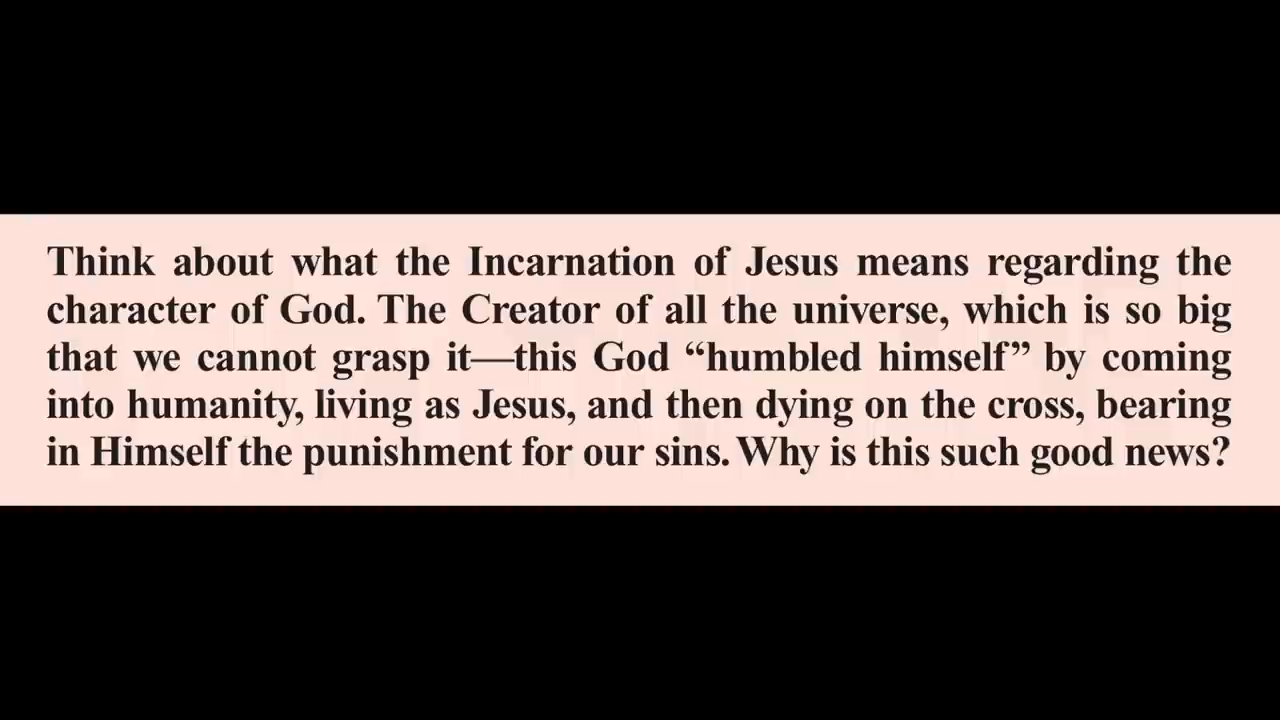 Think about what the Incarnation of Jesus means regarding the
character of God. The Creator of all the universe, which is so big
that we cannot grasp it—this God “humbled himself” by coming
into humanity, living as Jesus, and then dying on the cross, bearing
in Himself the punishment for our sins. Why is this such good news?